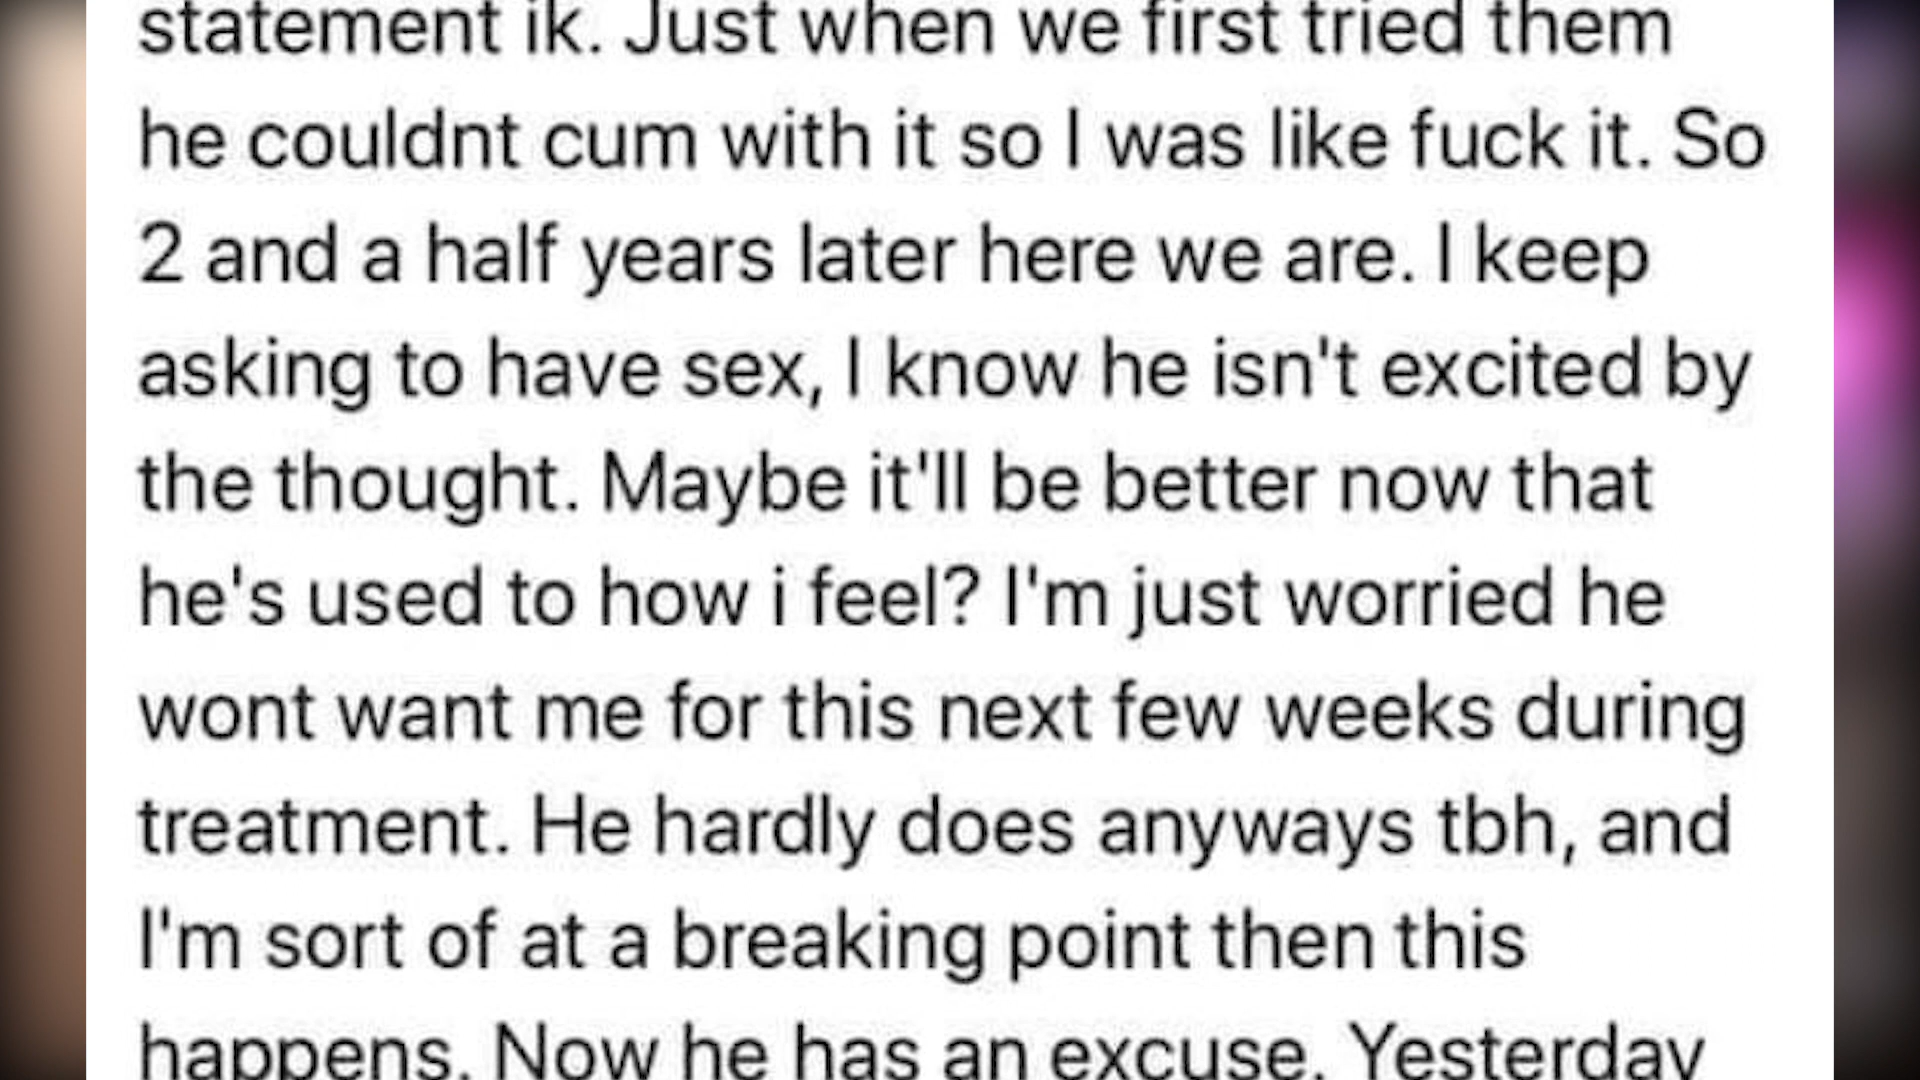 statement ik. Just when we first tried them
he couldnt cum with it so I was like fuck it. So
2 and a half years later here we are. I keep
asking to have sex, I know he isn't excited by
the thought. Maybe it'll be better now that
he's used to how i feel? I'm just worried he
wont want me for this next few weeks during
treatment. He hardly does anyways tbh, and
I'm sort of at a breaking point then this
happens. Now he has an excuse. Yesterday